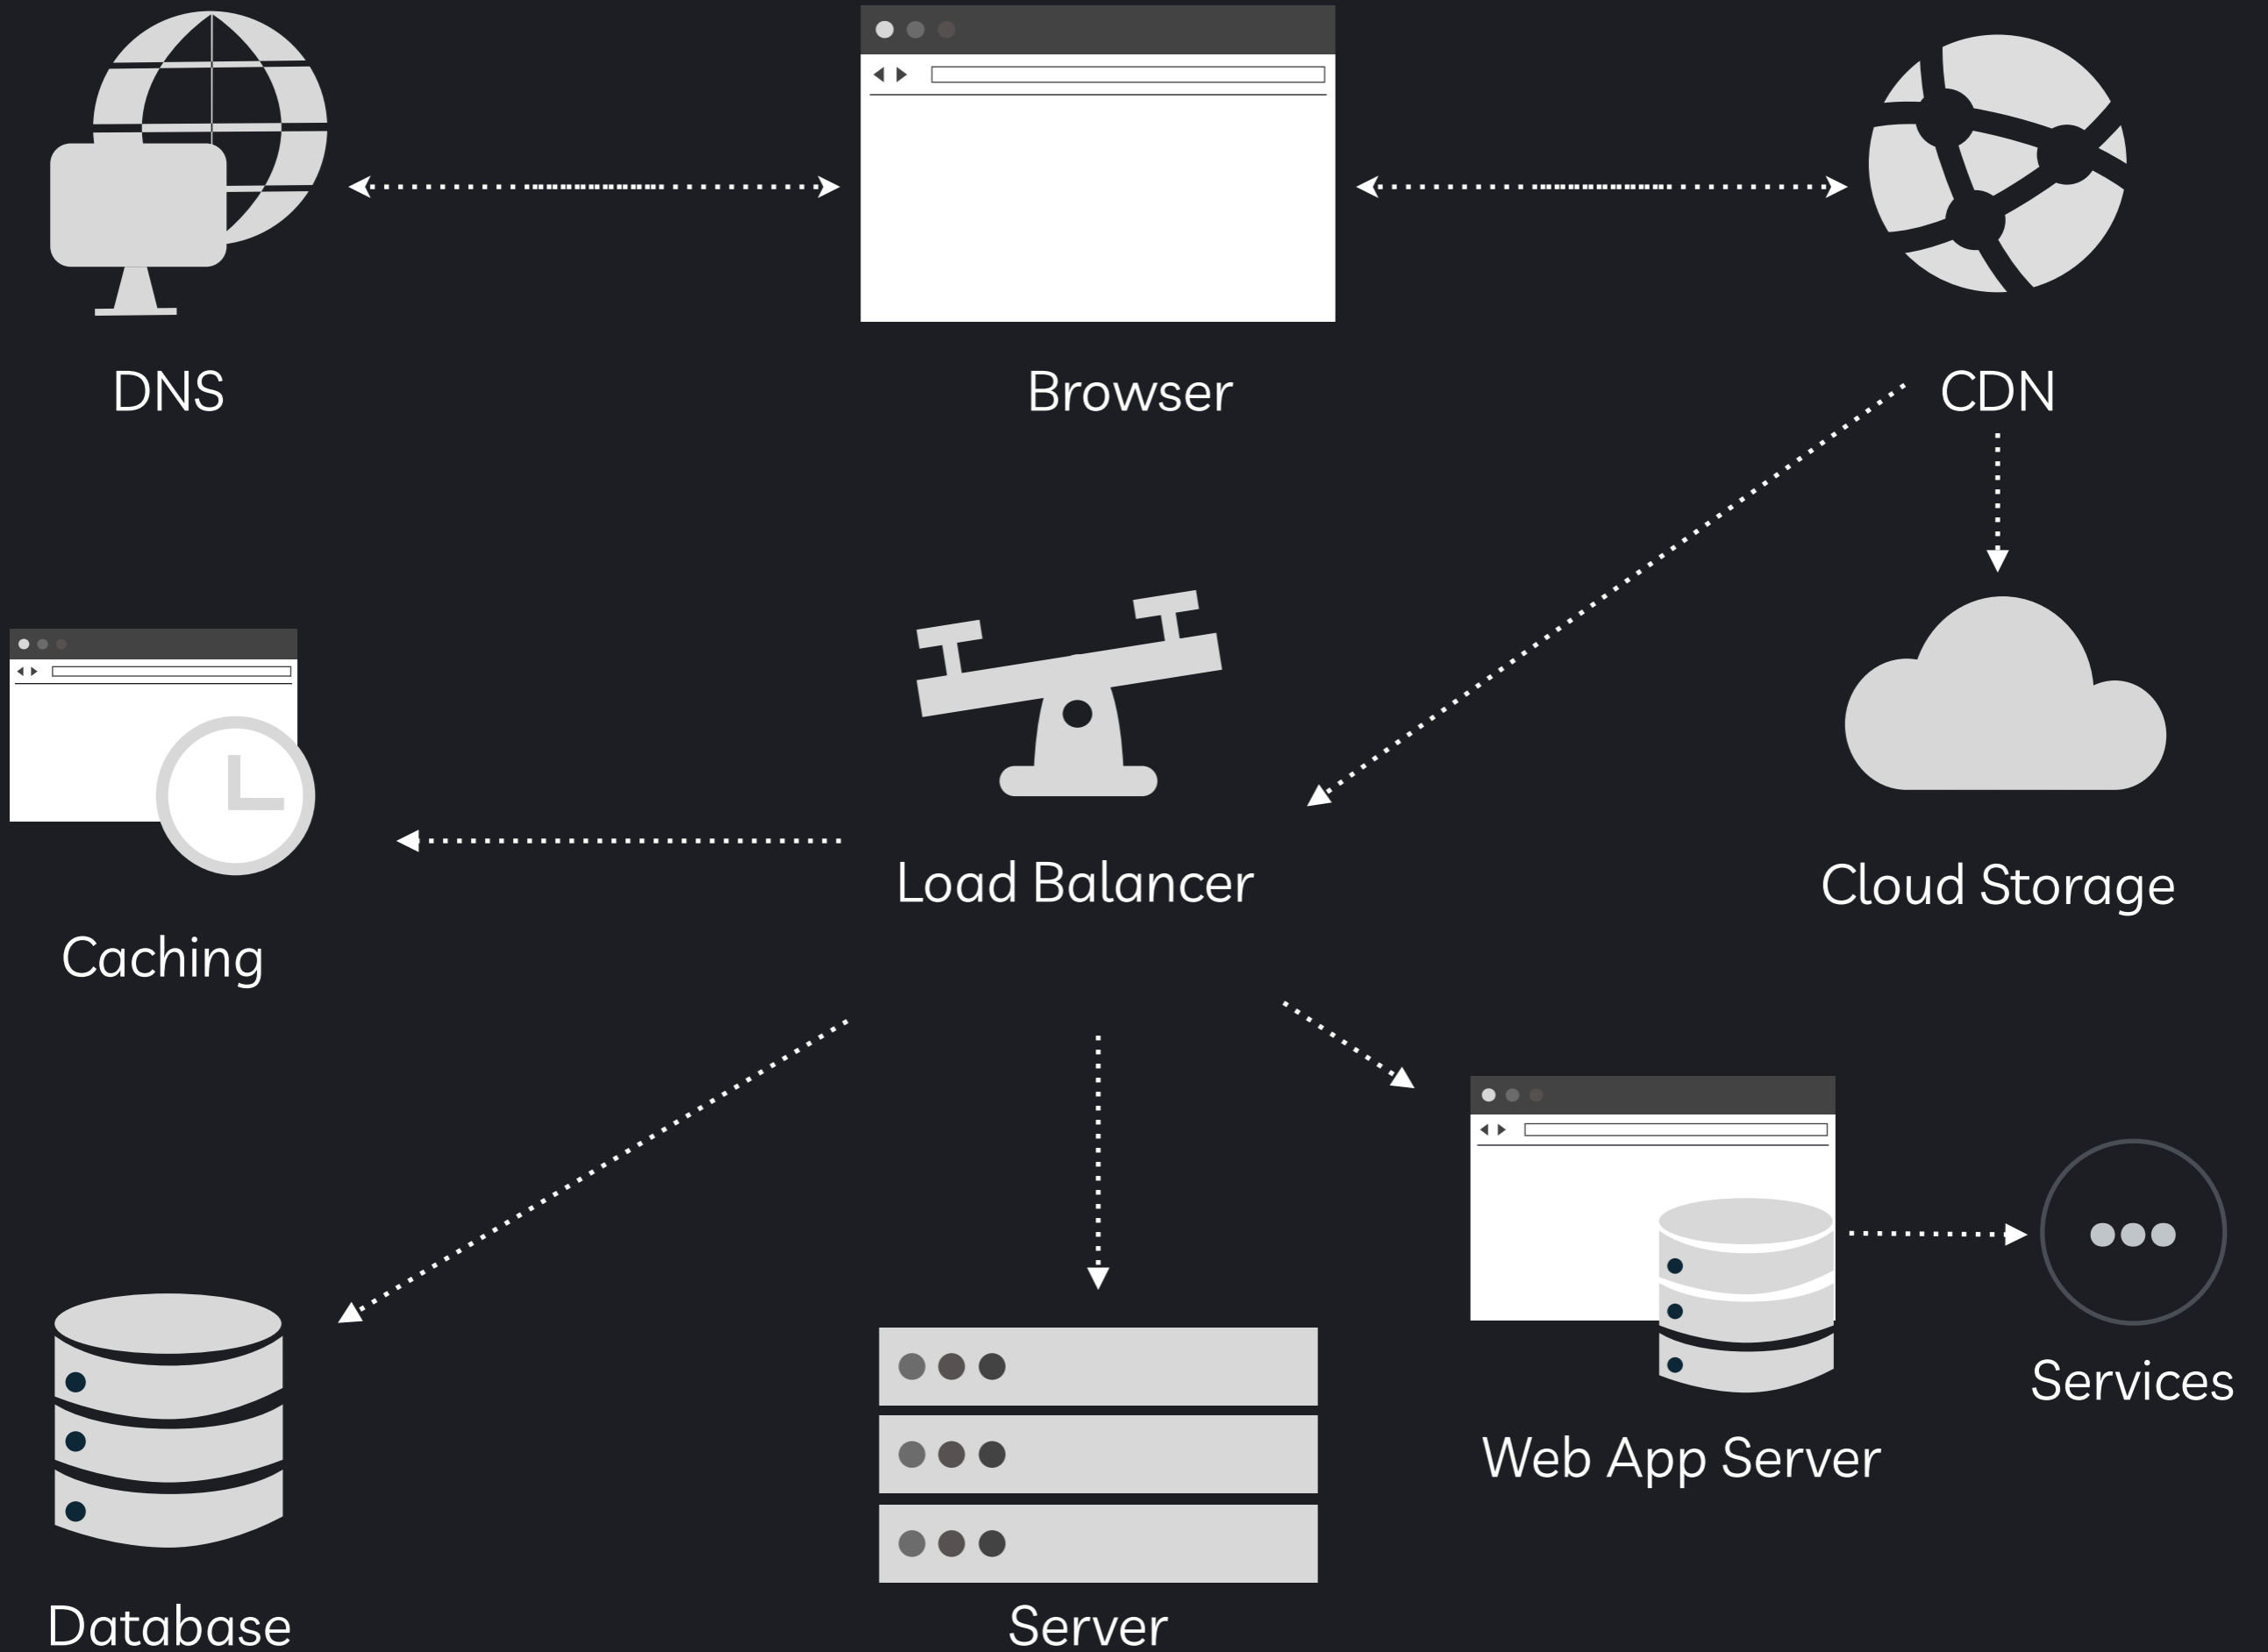 DNS
Browser
CDN
Load Balancer
Cloud Storage
Caching
Services
Web App Server
Database
Server